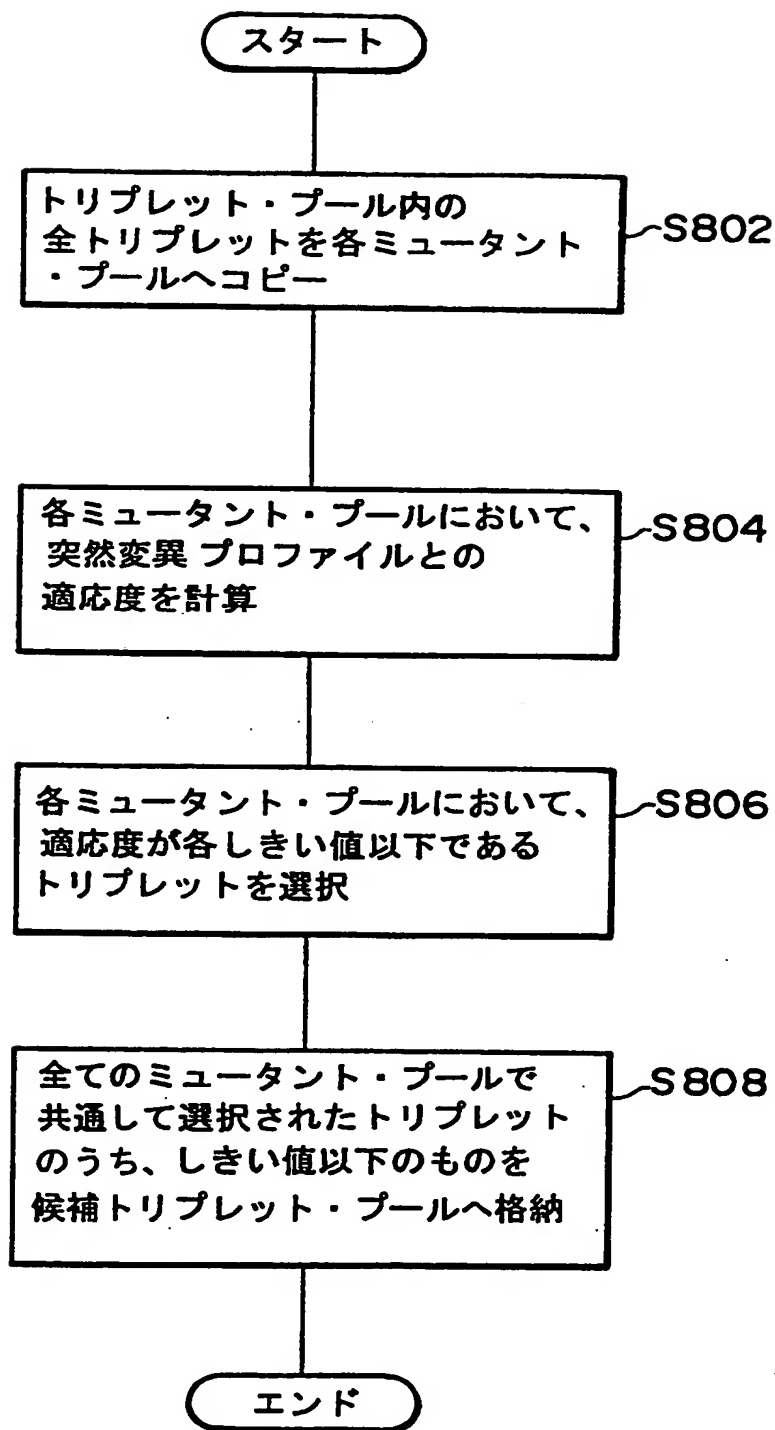 スタート
トリプレット・プール内の
全トリプレットを各ミュータント
・プールへコピー
S802
各ミュータント・プールにおいて、
突然変異 プロファイルとの
適応度を計算
S804
各ミュータント・プールにおいて、
適応度が各しきい値以下である
トリプレットを選択
S806
全てのミュータント・プールで
共通して選択されたトリプレット
のうち、しきい値以下のものを
候補トリプレット・プールへ格納
S808
エンド